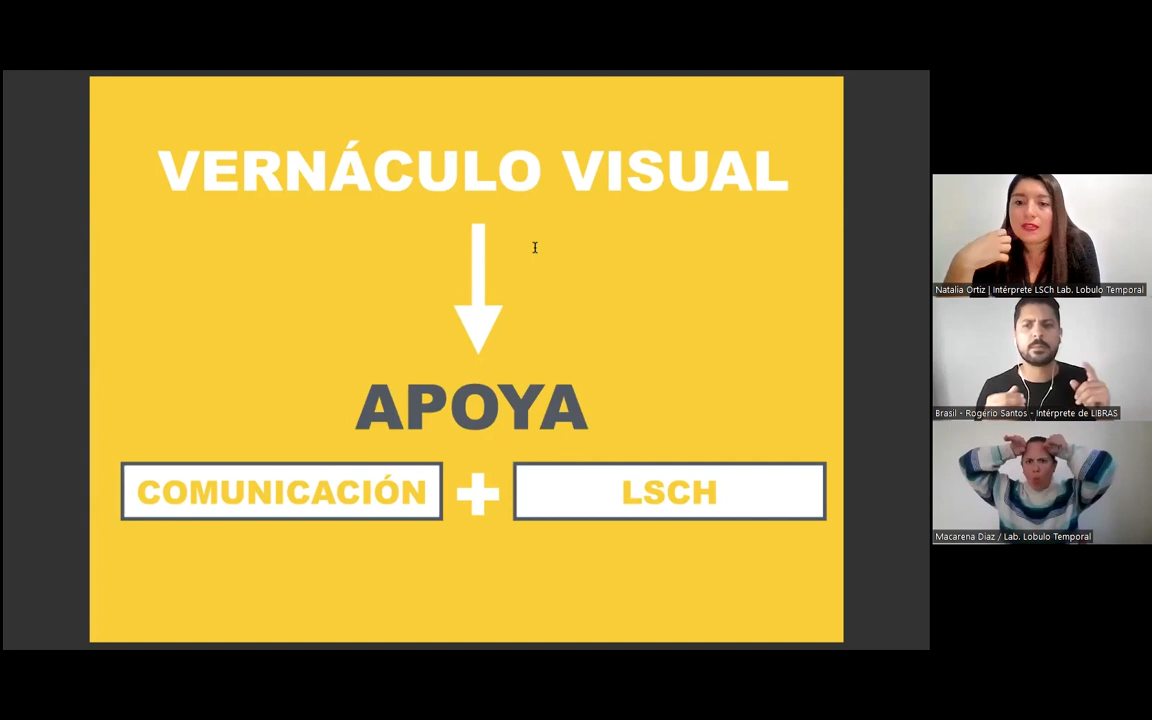 VERNÁCULO VISUAL
APOYA
COMUNICACIÓN + LSCH
Natalia Ortiz | Intérprete LSCh Lab. Lobulo Temporal
Brasil - Rogério Santos - Intérprete de LIBRAS
Macarena Diaz / Lab. Lobulo Temporal